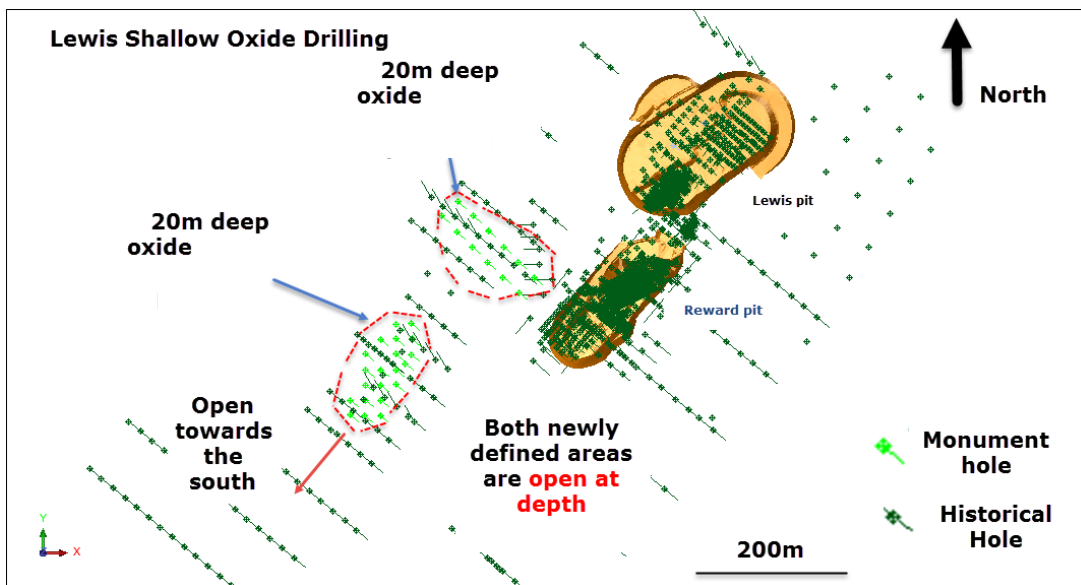 Lewis Shallow Oxide Drilling
20m deep
oxide
North
Lewis pit
20m deep
oxide
Reward pit
Open
towards
the
south
Both newly
defined areas
are open at
depth
Monument
hole
Historical
Hole
200m
Y
X